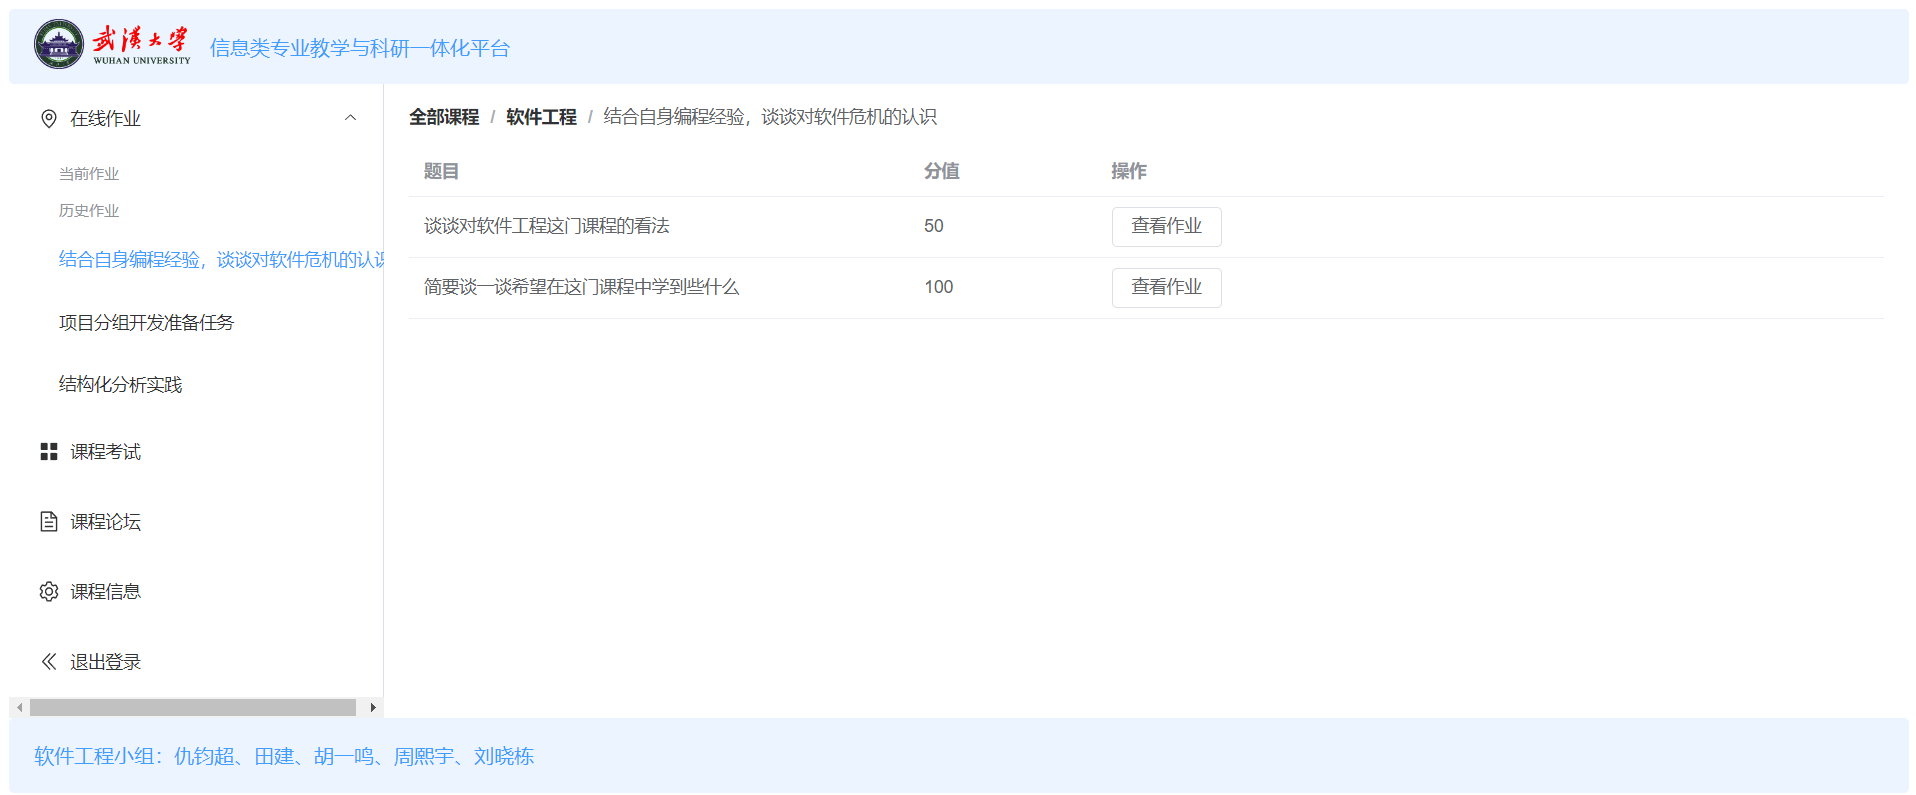 武汉大学
WUHAN UNIVERSITY
信息类专业教学与科研一体化平台
在线作业
当前作业
历史作业
结合自身编程经验，谈谈对软件危机的认识
项目分组开发准备任务
结构化分析实践
课程考试
课程论坛
课程信息
退出登录
全部课程 / 软件工程 / 结合自身编程经验，谈谈对软件危机的认识
题目 分值 操作
谈谈对软件工程这门课程的看法 50 查看作业
简要谈一谈希望在这门课程中学到些什么 100 查看作业
软件工程小组：仇钧超、田建、胡一鸣、周熙宇、刘晓栋